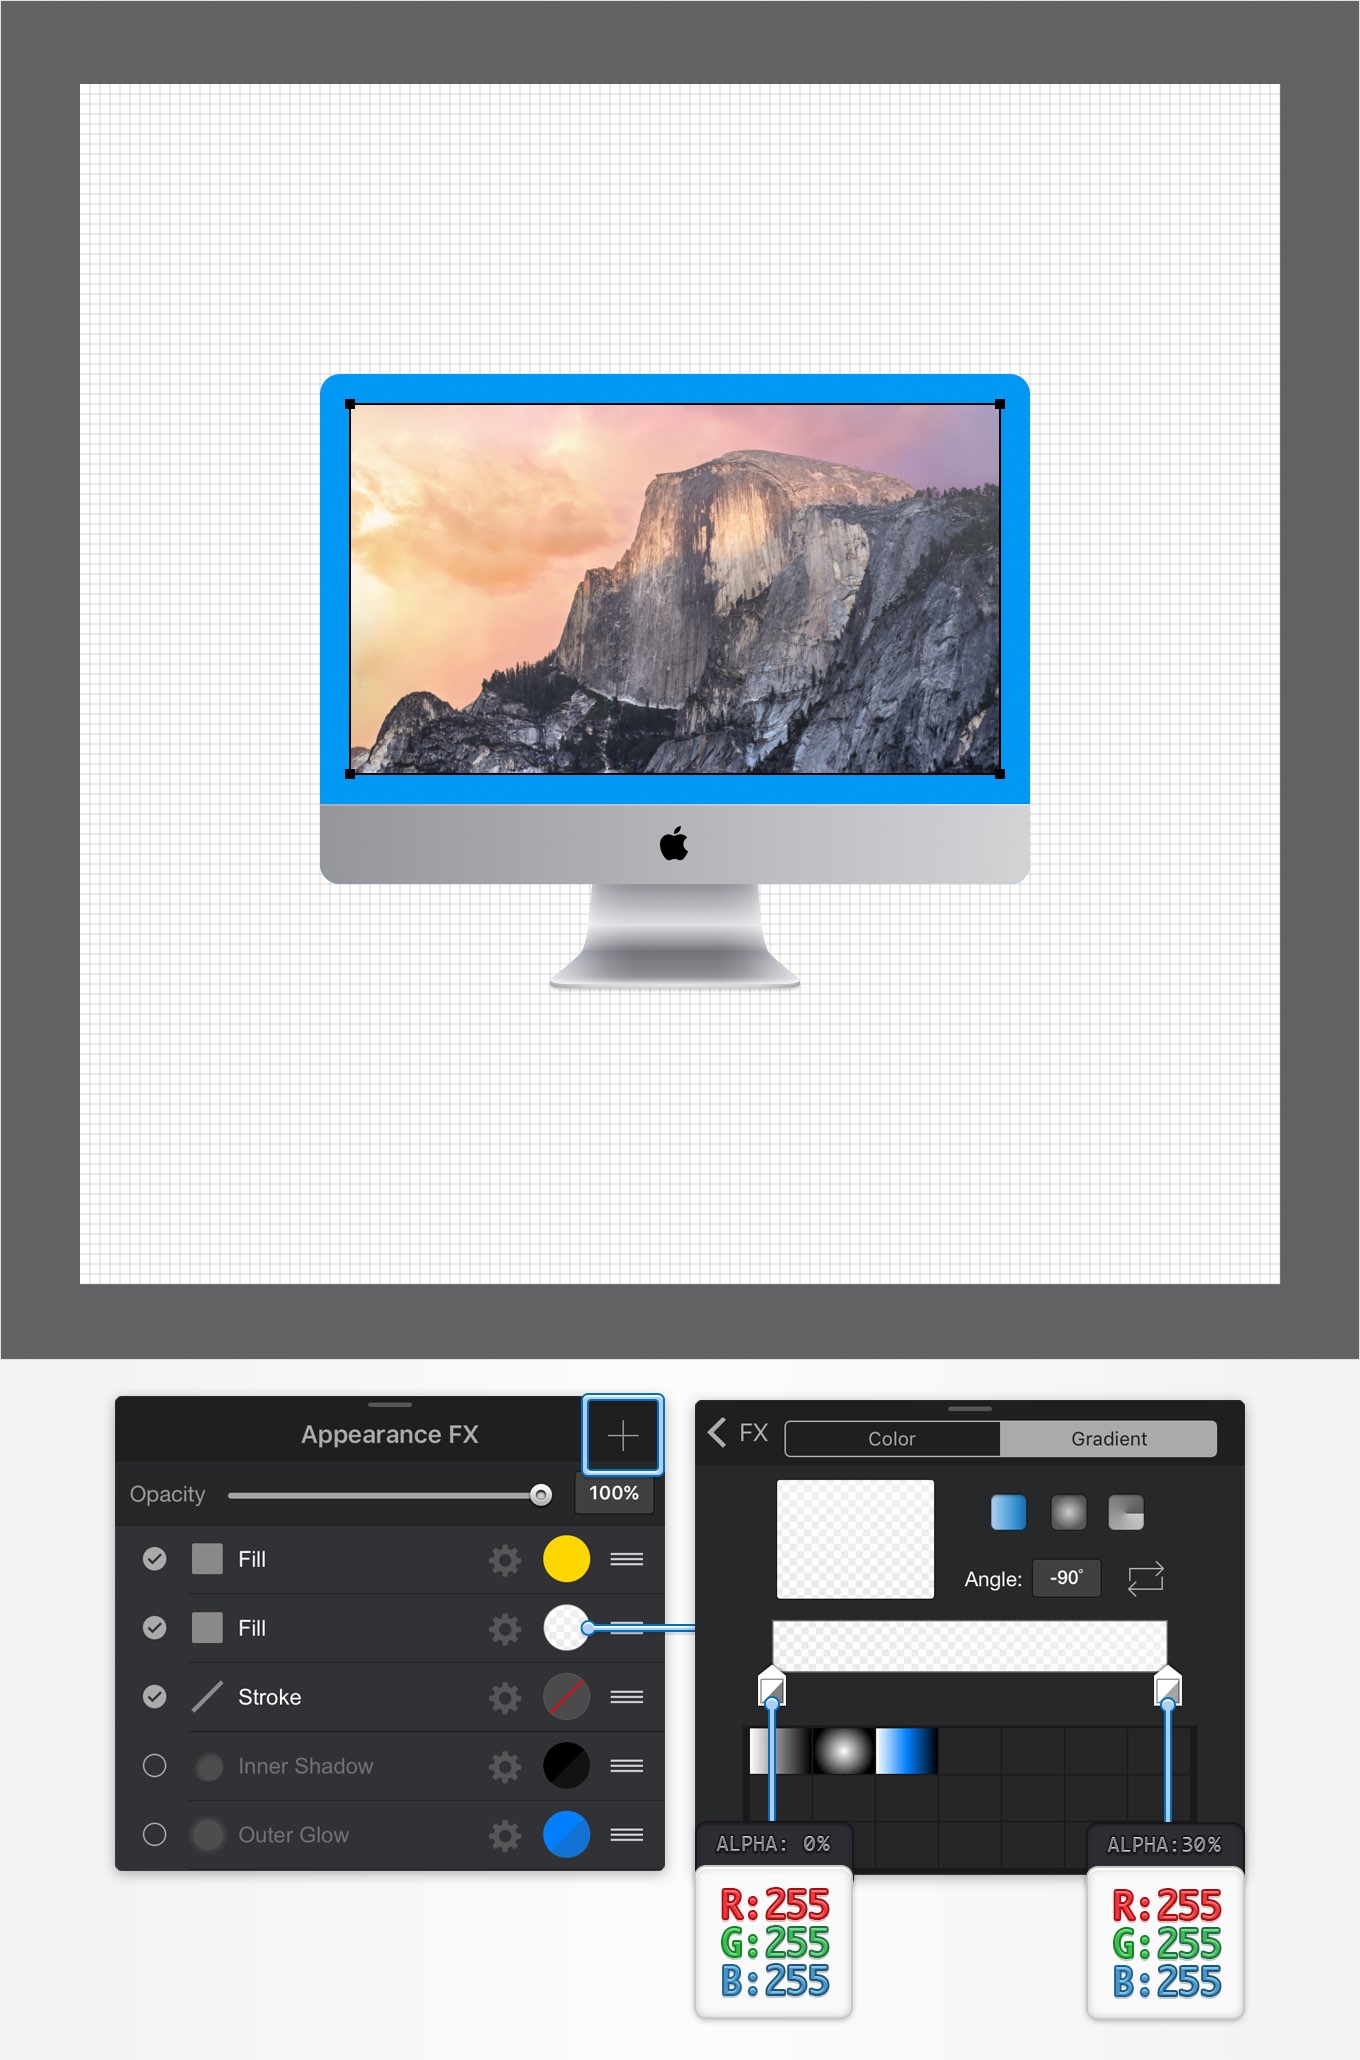 Appearance FX
Opacity 100%
Fill
Fill
Stroke
Inner Shadow
Outer Glow
FX Color Gradient
Angle: -90°
ALPHA: 0%
R:255
G:255
B:255
ALPHA:30%
R:255
G:255
B:255